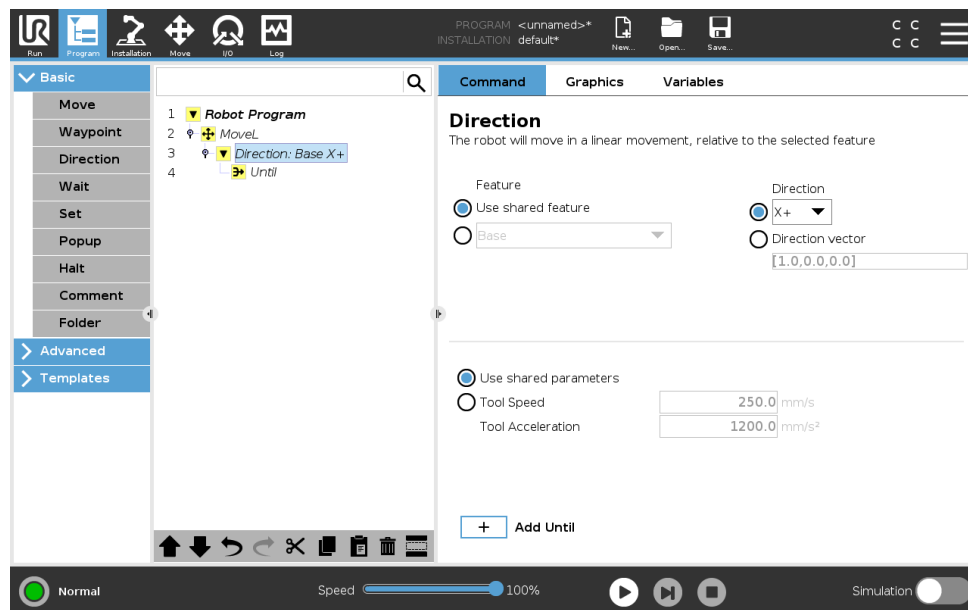 PROGRAM <unnamed>*
INSTALLATION default*
Run Program Installation Move I/O Log New... Open... Save...
C C
C C
Basic
Move
Waypoint
Direction
Wait
Set
Popup
Halt
Comment
Folder
Advanced
Templates
1 Robot Program
2 MoveL
3 Direction: Base X+
4 Until
Command Graphics Variables
Direction
The robot will move in a linear movement, relative to the selected feature
Feature
Use shared feature
Base
Direction
X+
Direction vector
[1.0,0.0,0.0]
Use shared parameters
Tool Speed 250.0 mm/s
Tool Acceleration 1200.0 mm/s²
+ Add Until
Normal Speed 100% Simulation